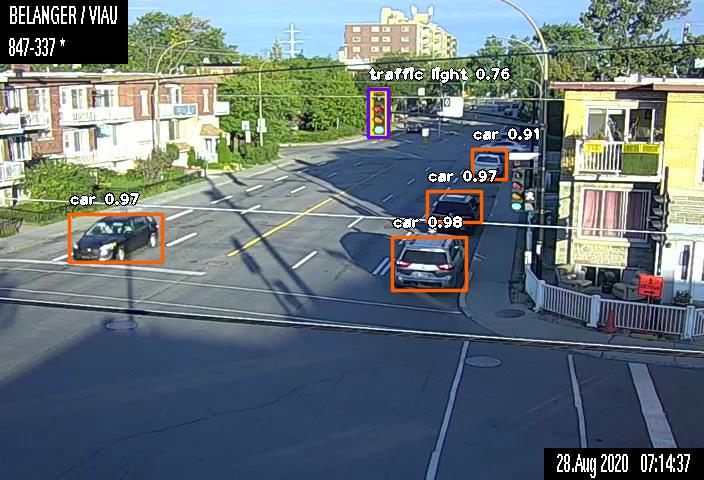 BELANGER / VIAU
847-337 *
traffic light 0.76
car 0.91
car 0.97
car 0.97
car 0.98
28.Aug 2020 07:14:37